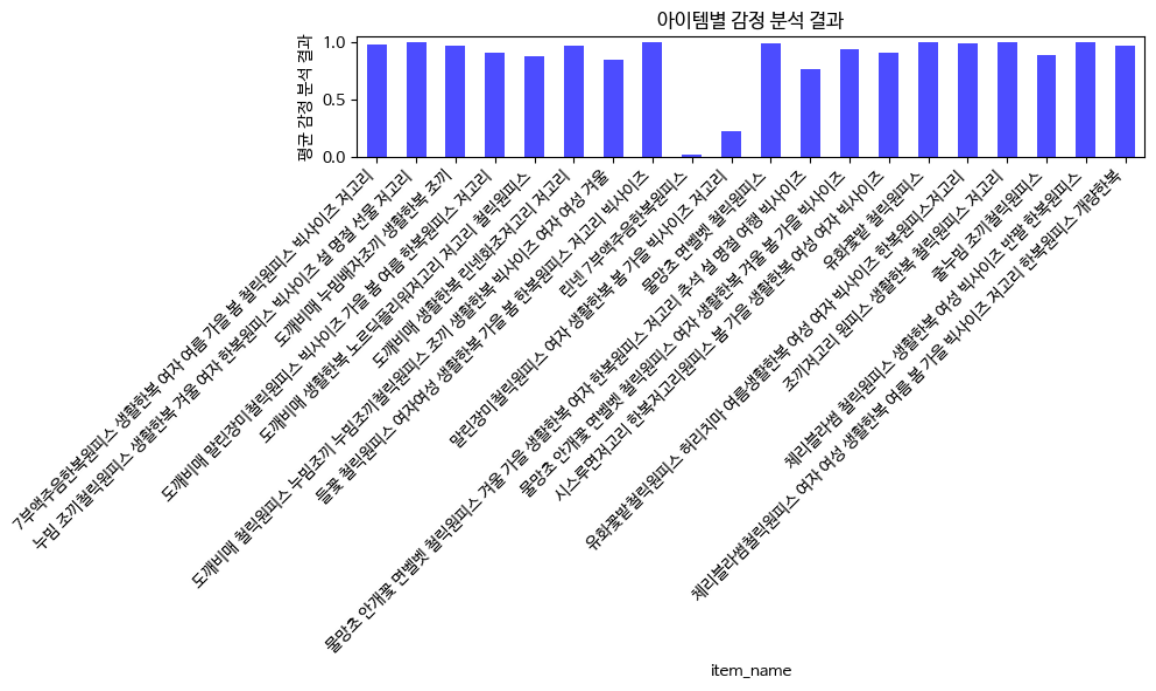 아이템별 감정 분석 결과
평균 감정 분석 결과
1.0
0.5
0.0
7부액주음한복원피스 생활한복 여자 여름 가을 봄 철릭원피스 빅사이즈 저고리
누빔 조끼철릭원피스 생활한복 겨울 여자 한복원피스 빅사이즈 설 명절 선물 저고리
도깨비매 누빔배자조끼 생활한복 조끼
도깨비매 말린장미철릭원피스 빅사이즈 가을 봄 여름 한복원피스 저고리
도깨비매 생활한복 노르딕플라워저고리 저고리 철릭원피스
도깨비매 생활한복 린넨화조저고리 저고리
도깨비매 철릭원피스 누빔조끼 누빔조끼철릭원피스 조끼 생활한복 빅사이즈 여자 여성 겨울
들꽃 철릭원피스 여자여성 생활한복 가을 봄 한복원피스 저고리 빅사이즈
린넨7부액주음한복원피스
말린장미철릭원피스 여자 생활한복 봄 가을 빅사이즈 저고리
물망초 면벨벳 철릭원피스
물망초 안개꽃 면벨벳 철릭원피스 겨울 가을 생활한복 여자 한복원피스 저고리 추석 설 명절 여행 빅사이즈
물망초 안개꽃 면벨벳 철릭원피스 여자 생활한복 겨울 봄 가을 빅사이즈
시스루면저고리 한복저고리원피스 봄 가을 생활한복 여성 여자 빅사이즈
유화꽃밭 철릭원피스
유화꽃밭철릭원피스 허리치마 여름생활한복 여성 여자 빅사이즈 한복원피스저고리
조끼저고리 원피스 생활한복 철릭원피스 저고리
줄누빔 조끼철릭원피스
체리블라썸 철릭원피스 생활한복 여성 빅사이즈 반팔 한복원피스
체리블라썸철릭원피스 여자 여성 생활한복 여름 봄 가을 빅사이즈 저고리 한복원피스 개량한복
item_name